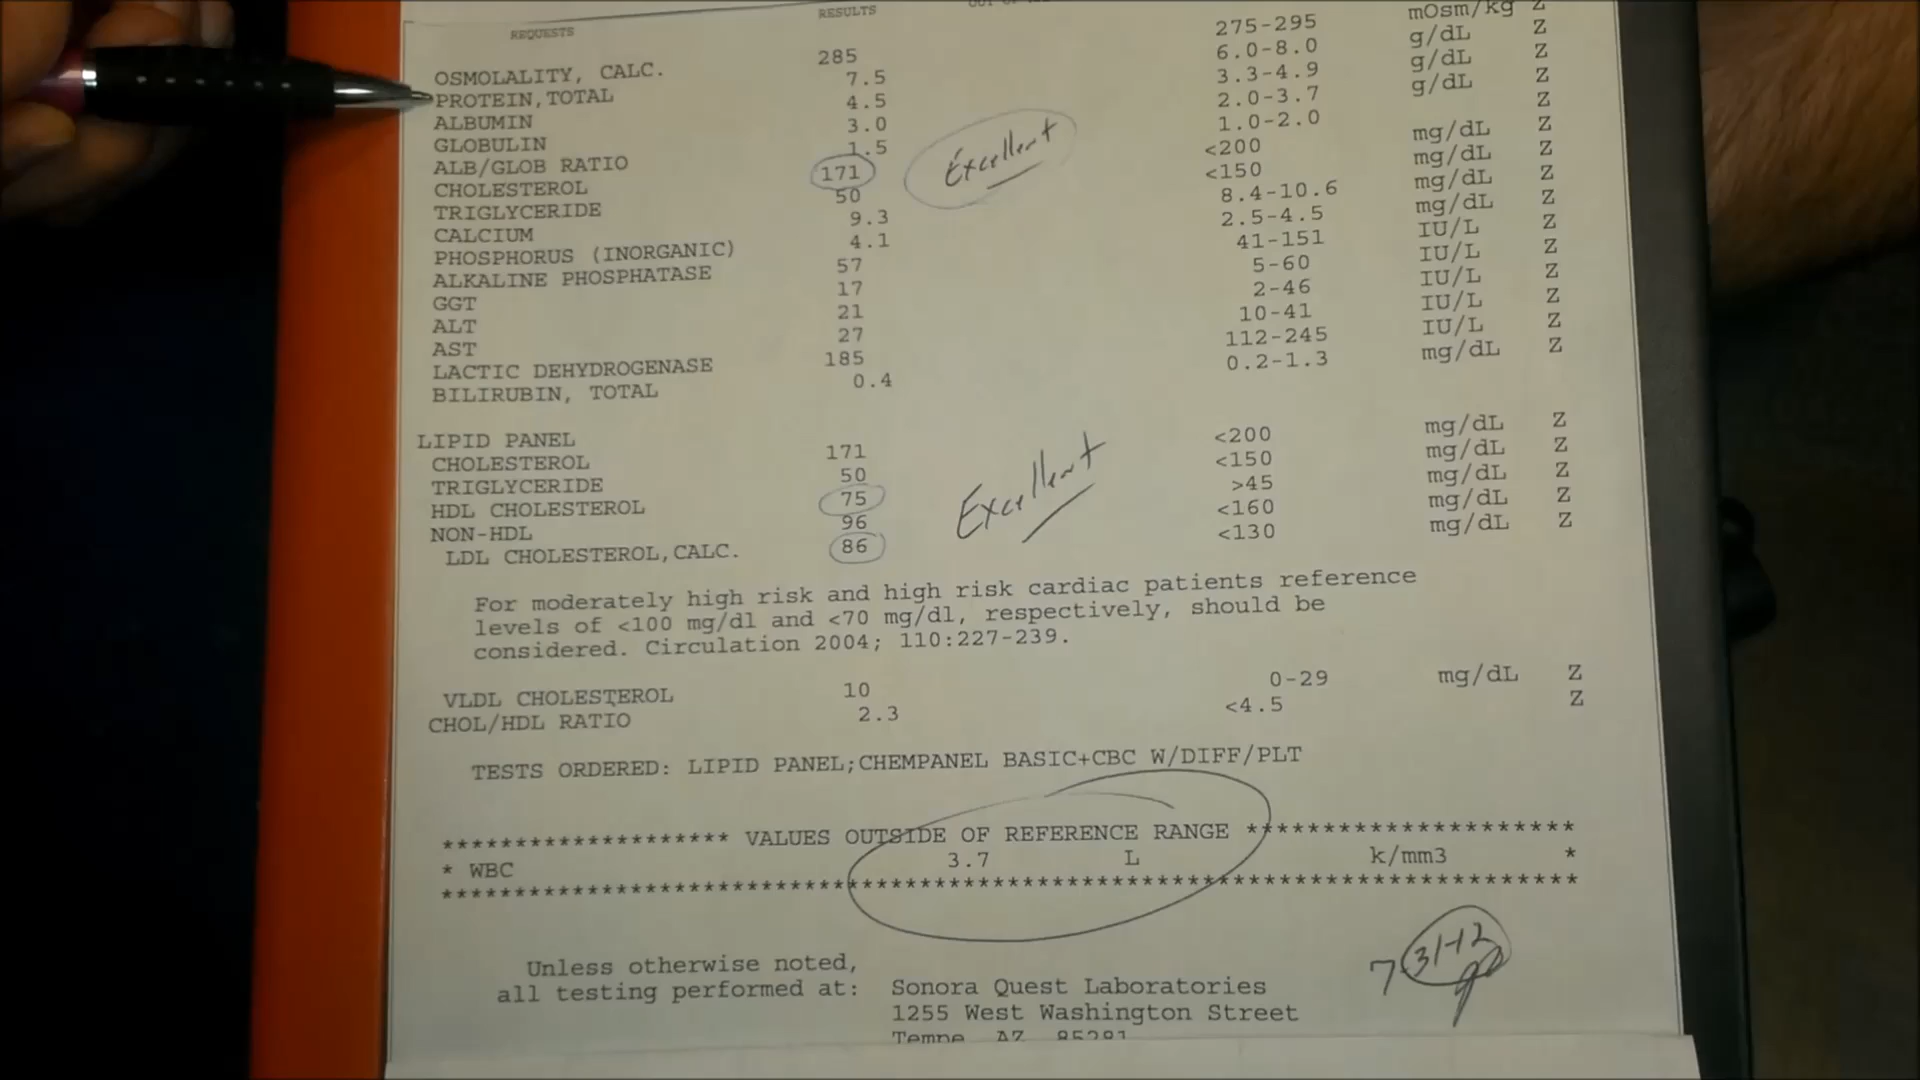 REQUESTS RESULTS
OSMOLALITY, CALC. 285 275-295 mOsm/kg Z
PROTEIN, TOTAL 7.5 6.0-8.0 g/dL Z
ALBUMIN 4.5 3.3-4.9 g/dL Z
GLOBULIN 3.0 2.0-3.7 g/dL Z
ALB/GLOB RATIO 1.5 1.0-2.0 Z
CHOLESTEROL 171 <200 mg/dL Z
Excellent
TRIGLYCERIDE 50 <150 mg/dL Z
CALCIUM 9.3 8.4-10.6 mg/dL Z
PHOSPHORUS (INORGANIC) 4.1 2.5-4.5 mg/dL Z
ALKALINE PHOSPHATASE 57 41-151 IU/L Z
GGT 17 5-60 IU/L Z
ALT 21 2-46 IU/L Z
AST 27 10-41 IU/L Z
LACTIC DEHYDROGENASE 185 112-245 IU/L Z
BILIRUBIN, TOTAL 0.4 0.2-1.3 mg/dL Z
LIPID PANEL
CHOLESTEROL 171 <200 mg/dL Z
TRIGLYCERIDE 50 <150 mg/dL Z
HDL CHOLESTEROL 75 >45 mg/dL Z
Excellent
NON-HDL 96 <160 mg/dL Z
LDL CHOLESTEROL, CALC. 86 <130 mg/dL Z
For moderately high risk and high risk cardiac patients reference
levels of <100 mg/dl and <70 mg/dl, respectively, should be
considered. Circulation 2004; 110:227-239.
VLDL CHOLESTEROL 10 0-29 mg/dL Z
CHOL/HDL RATIO 2.3 <4.5 Z
TESTS ORDERED: LIPID PANEL;CHEMPANEL BASIC+CBC W/DIFF/PLT
******************** VALUES OUTSIDE OF REFERENCE RANGE **********************
* WBC 3.7 L k/mm3 *
Unless otherwise noted,
all testing performed at: Sonora Quest Laboratories
1255 West Washington Street
Tempe AZ 85281
7-31-12